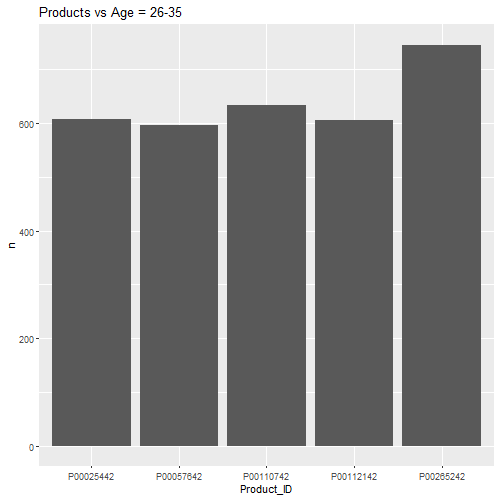 Products vs Age = 26-35
n
600
400
200
0
P00025442 P00057642 P00110742 P00112142 P00265242
Product_ID